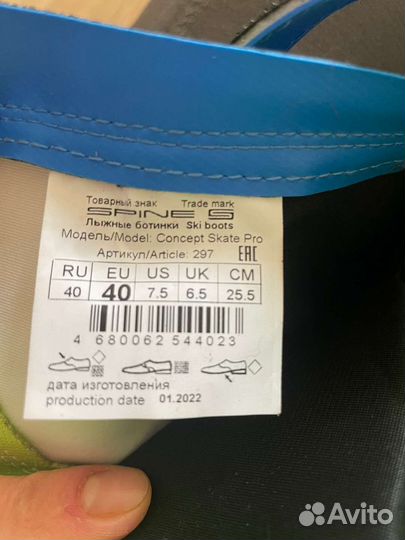 Товарный знак Trade mark
SPINE S
Лыжные ботинки Ski boots
Модель/Model: Concept Skate Pro
Артикул/Article: 297 EAC
RU EU US UK CM
40 40 7.5 6.5 25.5
4 680062 544023
дата изготовления
production date 01.2022
Avito